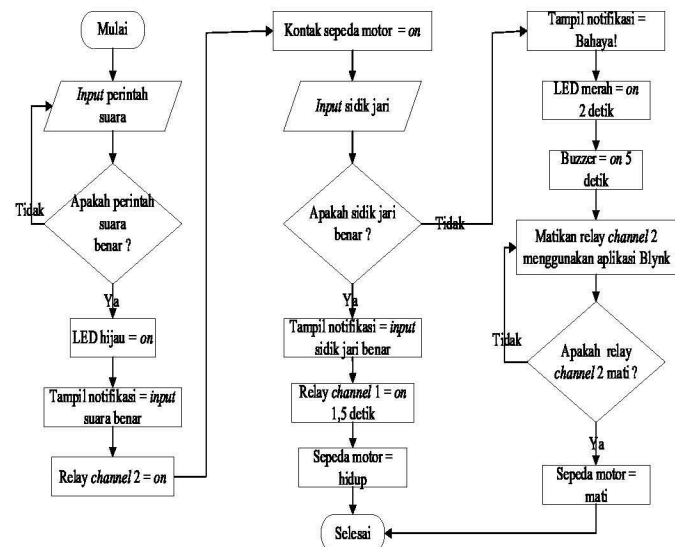 Mulai
Input perintah
suara
Tidak
Apakah perintah
suara
benar ?
Ya
LED hijau = on
Tampil notifikasi = input
suara benar
Relay channel 2 = on
Kontak sepeda motor = on
Input sidik jari
Apakah sidik jari
benar ?
Tidak
Ya
Tampil notifikasi = input
sidik jari benar
Relay channel 1 = on
1,5 detik
Sepeda motor =
hidup
Selesai
Tampil notifikasi =
Bahaya!
LED merah = on
2 detik
Buzzer = on 5
detik
Matikan relay channel 2
menggunakan aplikasi Blynk
Tidak
Apakah relay
channel 2 mati ?
Ya
Sepeda motor =
mati